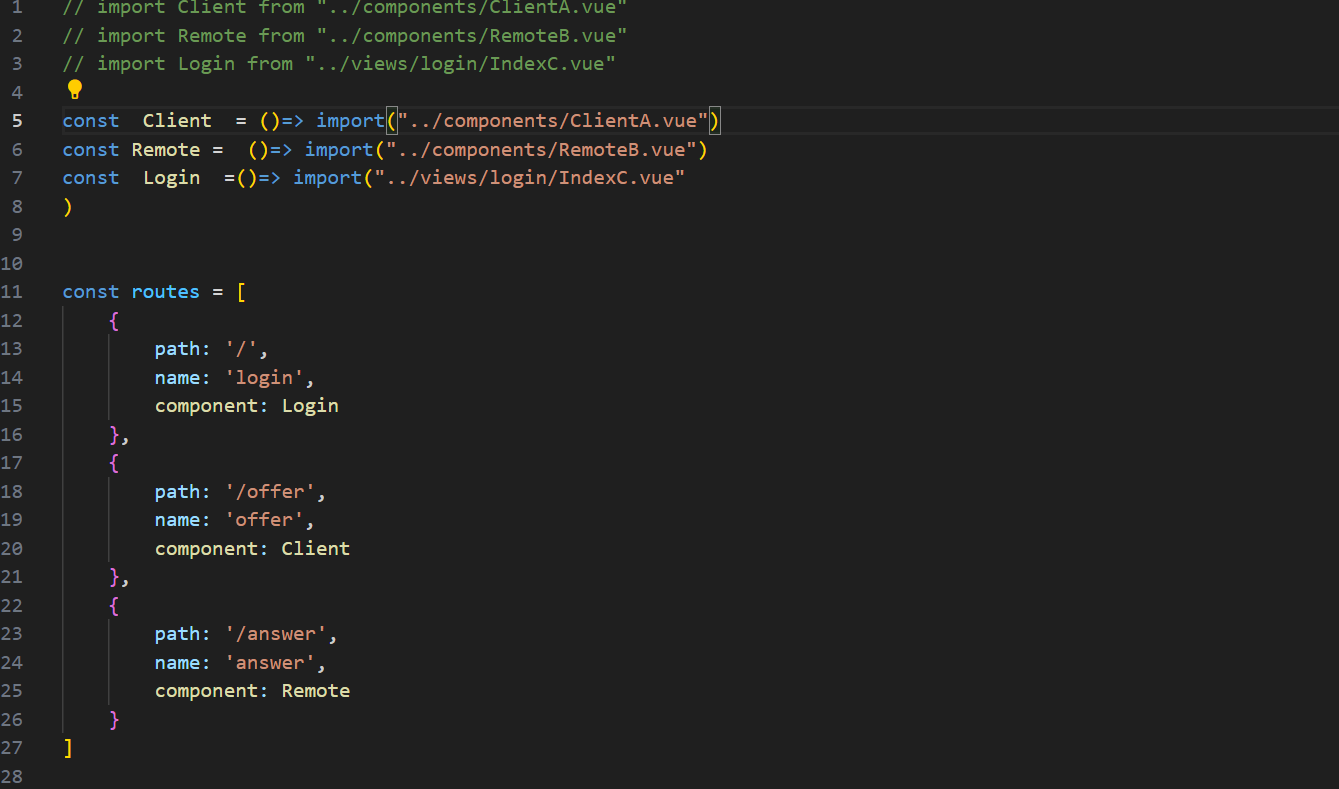 1 // import Client from "../components/ClientA.vue"
2 // import Remote from "../components/RemoteB.vue"
3 // import Login from "../views/login/IndexC.vue"
4
5 const  Client  = ()=> import("../components/ClientA.vue")
6 const Remote =  ()=> import("../components/RemoteB.vue")
7 const  Login  =()=> import("../views/login/IndexC.vue"
8 )
9
10
11 const routes = [
12     {
13         path: '/',
14         name: 'login',
15         component: Login
16     },
17     {
18         path: '/offer',
19         name: 'offer',
20         component: Client
21     },
22     {
23         path: '/answer',
24         name: 'answer',
25         component: Remote
26     }
27 ]
28